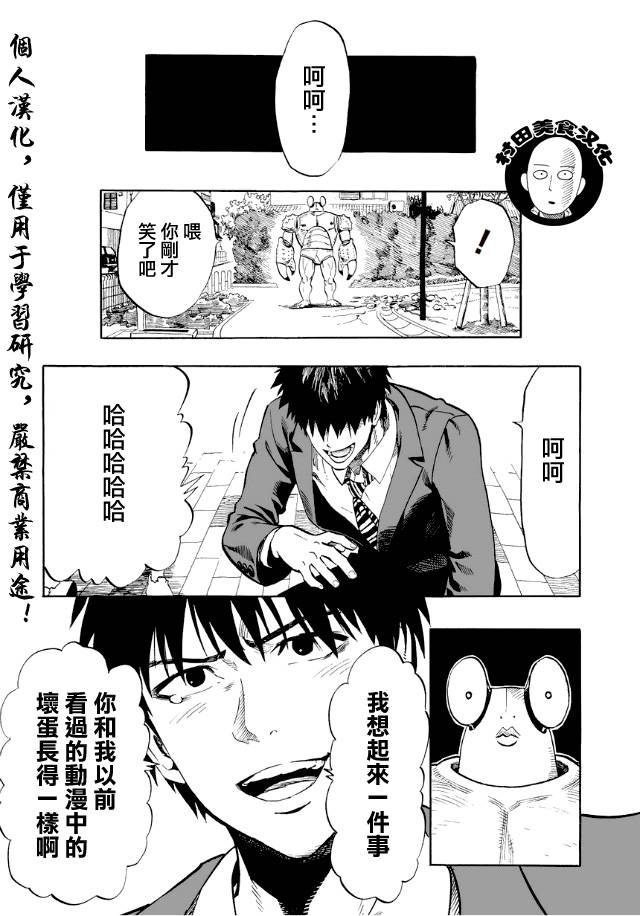 個人漢化，僅用于學習研究，嚴禁商業用途！
村田美食汉化
呵呵…
！
喂
你剛才
笑了吧
呵呵
哈哈哈哈哈
我想起來一件事
你和我以前
看過的動漫中的
壞蛋長得一樣啊